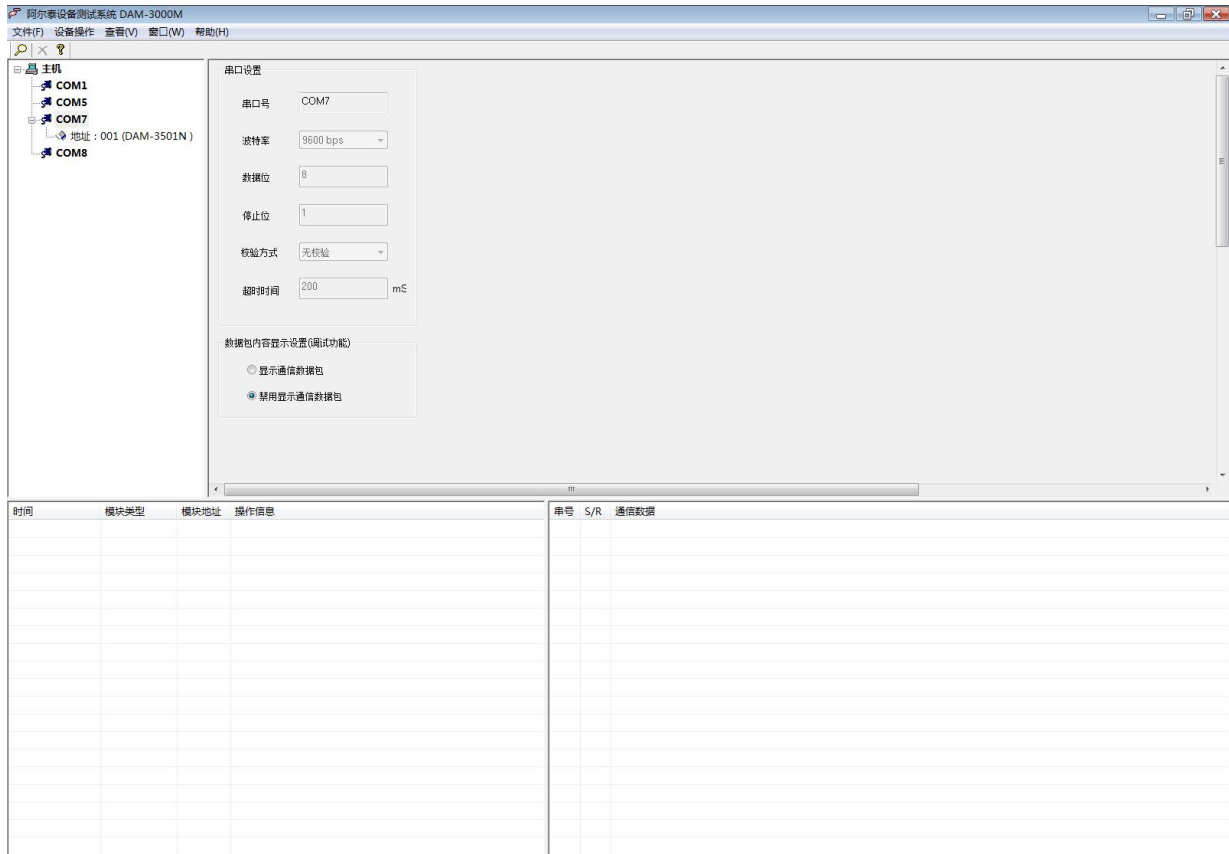 阿尔泰设备测试系统 DAM-3000M
文件(F) 设备操作 查看(V) 窗口(W) 帮助(H)
主机
COM1
COM5
COM7
地址：001 (DAM-3501N )
COM8
串口设置
串口号 COM7
波特率 9600 bps
数据位 8
停止位 1
校验方式 无校验
超时时间 200 mS
数据包内容显示设置(调试功能)
显示通信数据包
禁用显示通信数据包
时间 模块类型 模块地址 操作信息
串号 S/R 通信数据